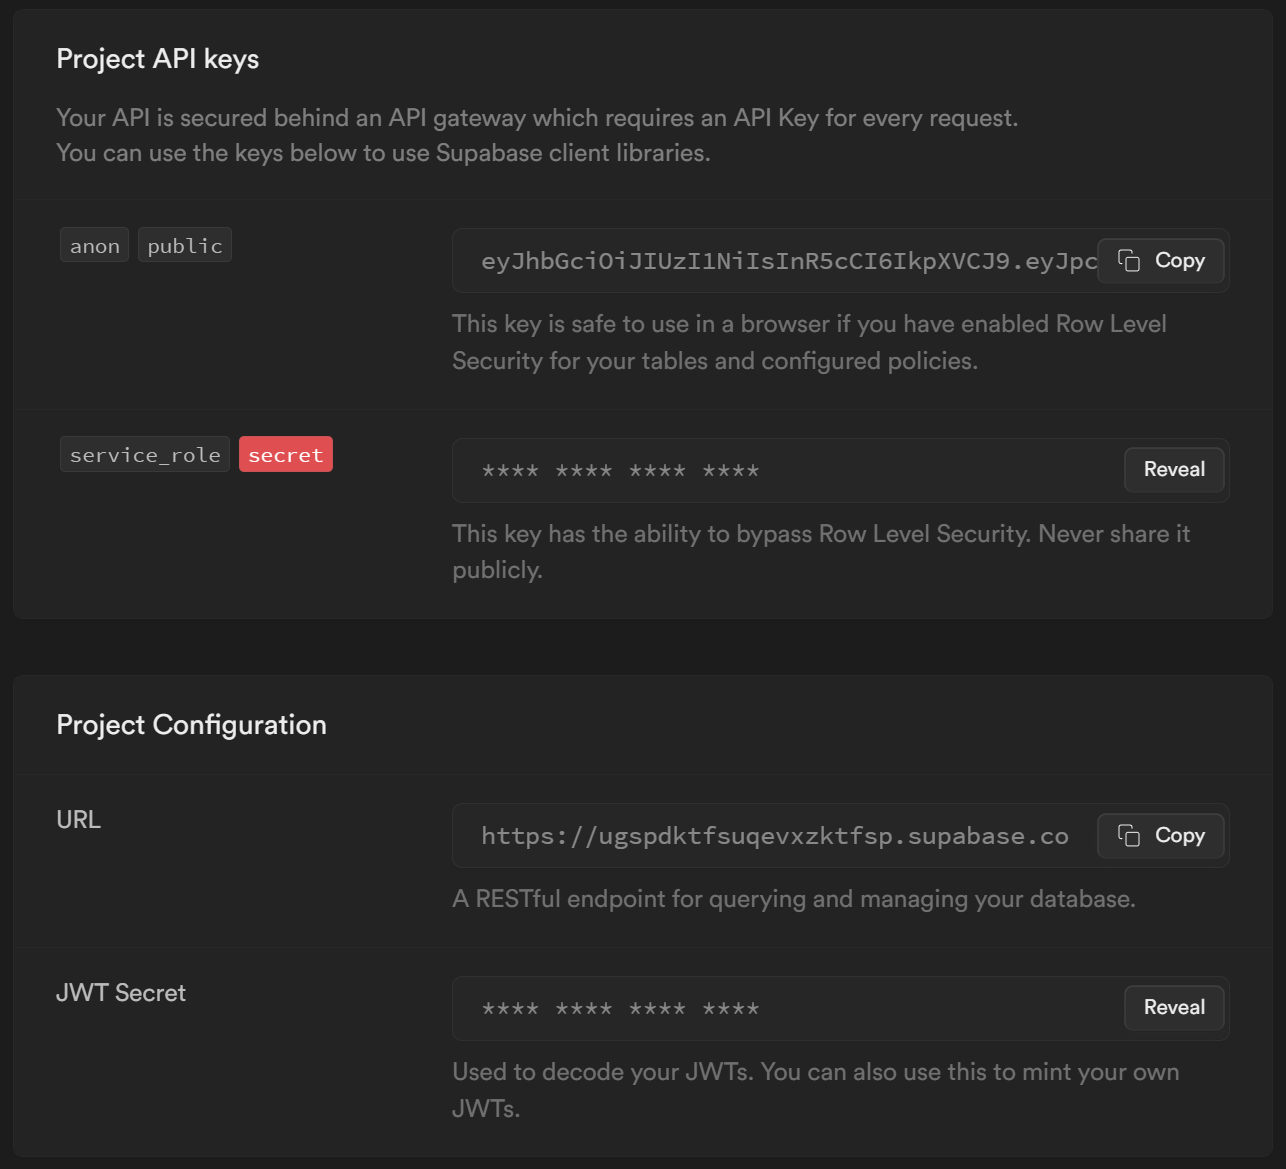 Project API keys
Your API is secured behind an API gateway which requires an API Key for every request.
You can use the keys below to use Supabase client libraries.
anon public
eyJhbGciOiJIUzI1NiIsInR5cCI6IkpXVCJ9.eyJpc
Copy
This key is safe to use in a browser if you have enabled Row Level
Security for your tables and configured policies.
service_role secret
**** **** **** ****
Reveal
This key has the ability to bypass Row Level Security. Never share it
publicly.
Project Configuration
URL
https://ugspdktfsuqevxzktfsp.supabase.co
Copy
A RESTful endpoint for querying and managing your database.
JWT Secret
**** **** **** ****
Reveal
Used to decode your JWTs. You can also use this to mint your own
JWTs.